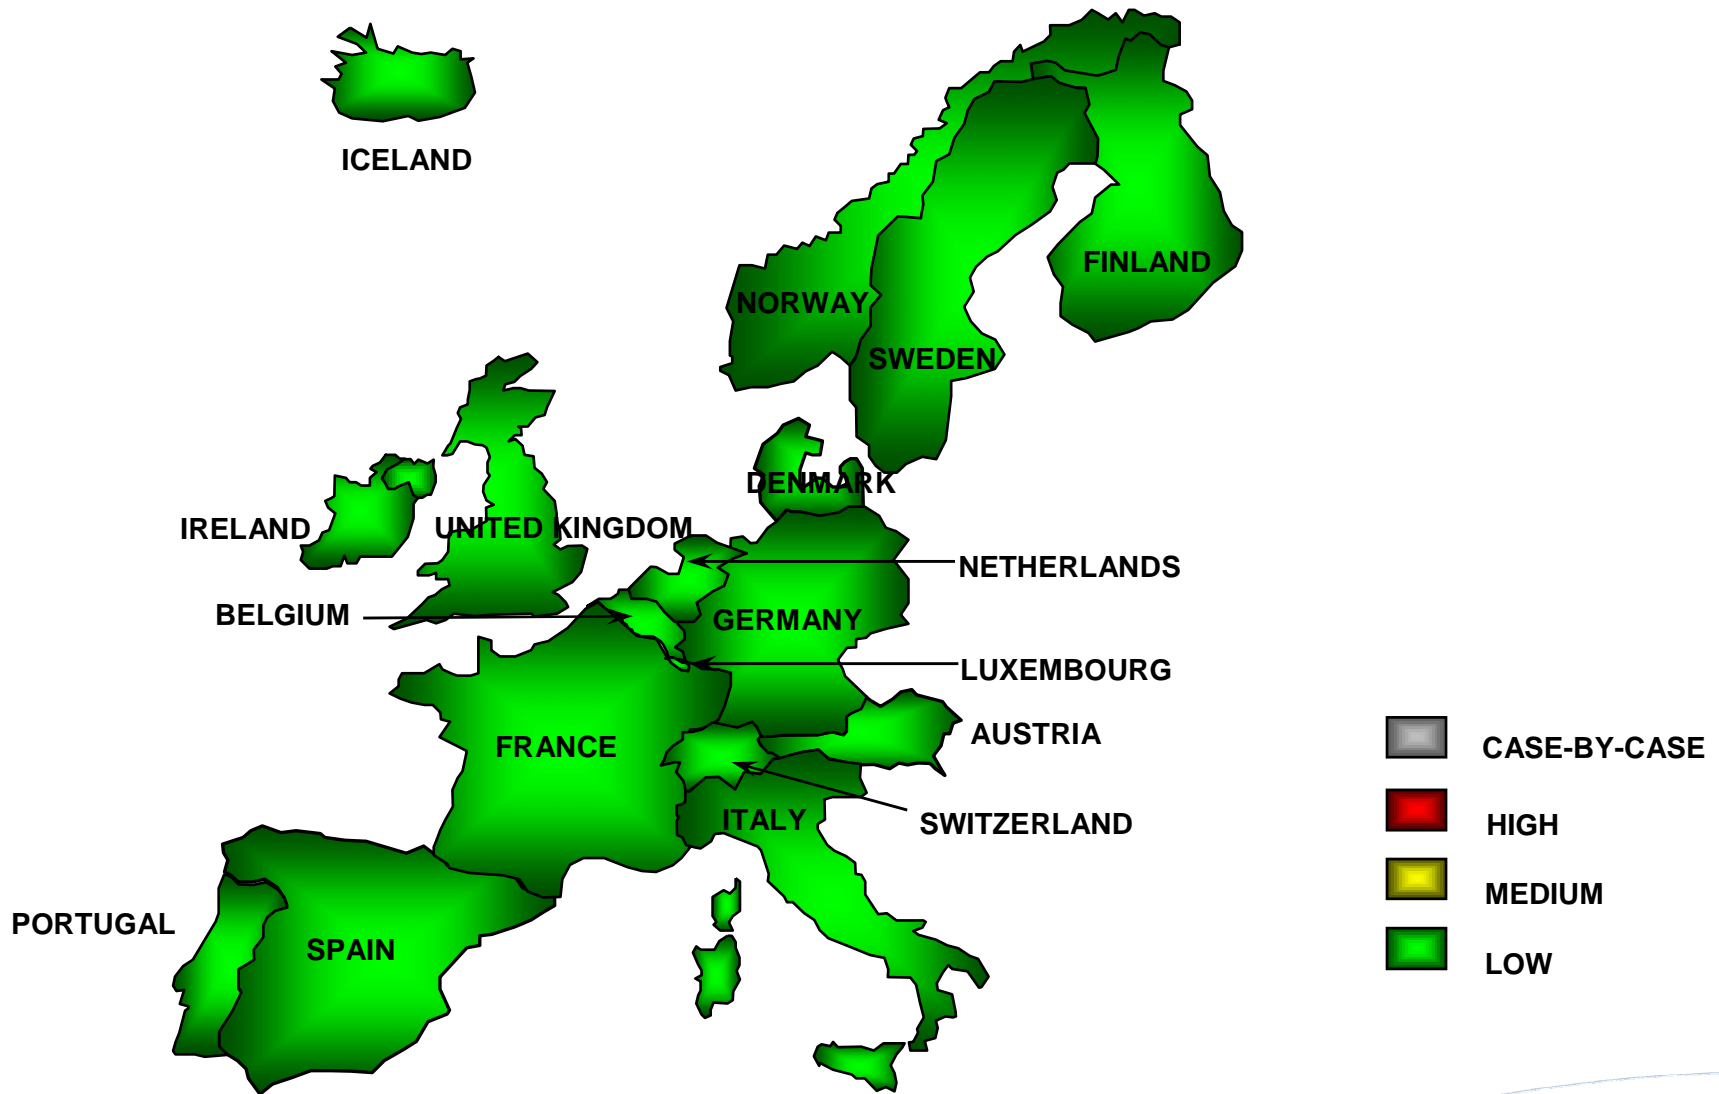 ICELAND
FINLAND
NORWAY
SWEDEN
DENMARK
IRELAND
UNITED KINGDOM
NETHERLANDS
BELGIUM
GERMANY
LUXEMBOURG
AUSTRIA
FRANCE
SWITZERLAND
ITALY
PORTUGAL
SPAIN
CASE-BY-CASE
HIGH
MEDIUM
LOW